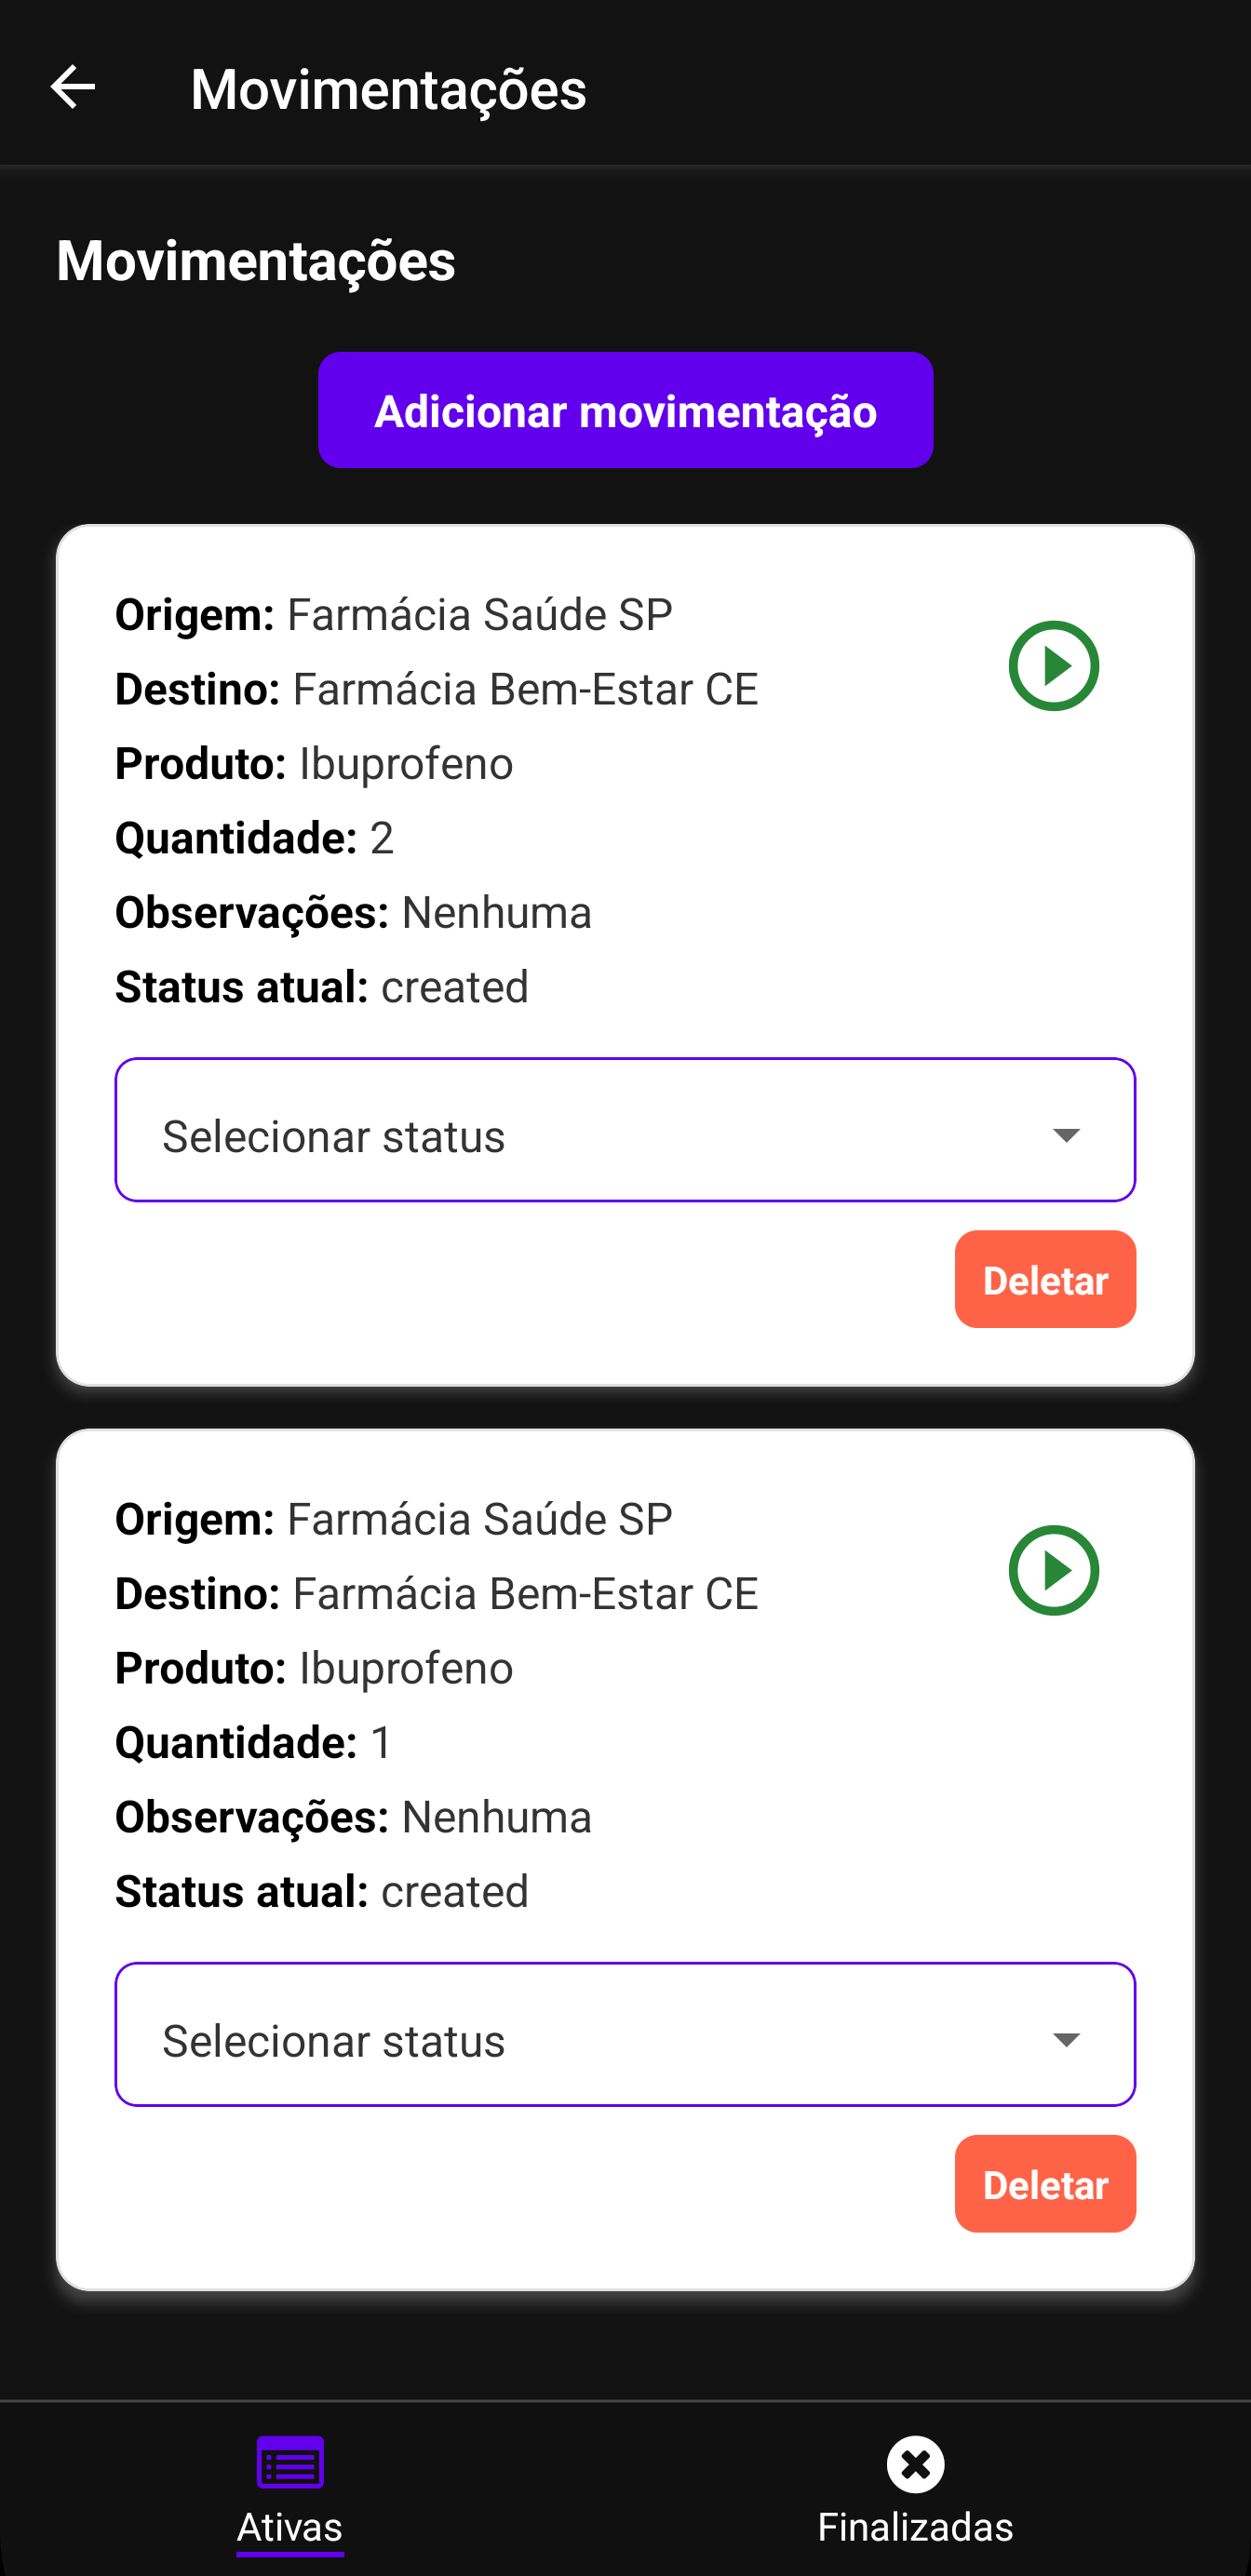 Movimentações
Movimentações
Adicionar movimentação
Origem: Farmácia Saúde SP
Destino: Farmácia Bem-Estar CE
Produto: Ibuprofeno
Quantidade: 2
Observações: Nenhuma
Status atual: created
Selecionar status
Deletar
Origem: Farmácia Saúde SP
Destino: Farmácia Bem-Estar CE
Produto: Ibuprofeno
Quantidade: 1
Observações: Nenhuma
Status atual: created
Selecionar status
Deletar
Ativas
Finalizadas